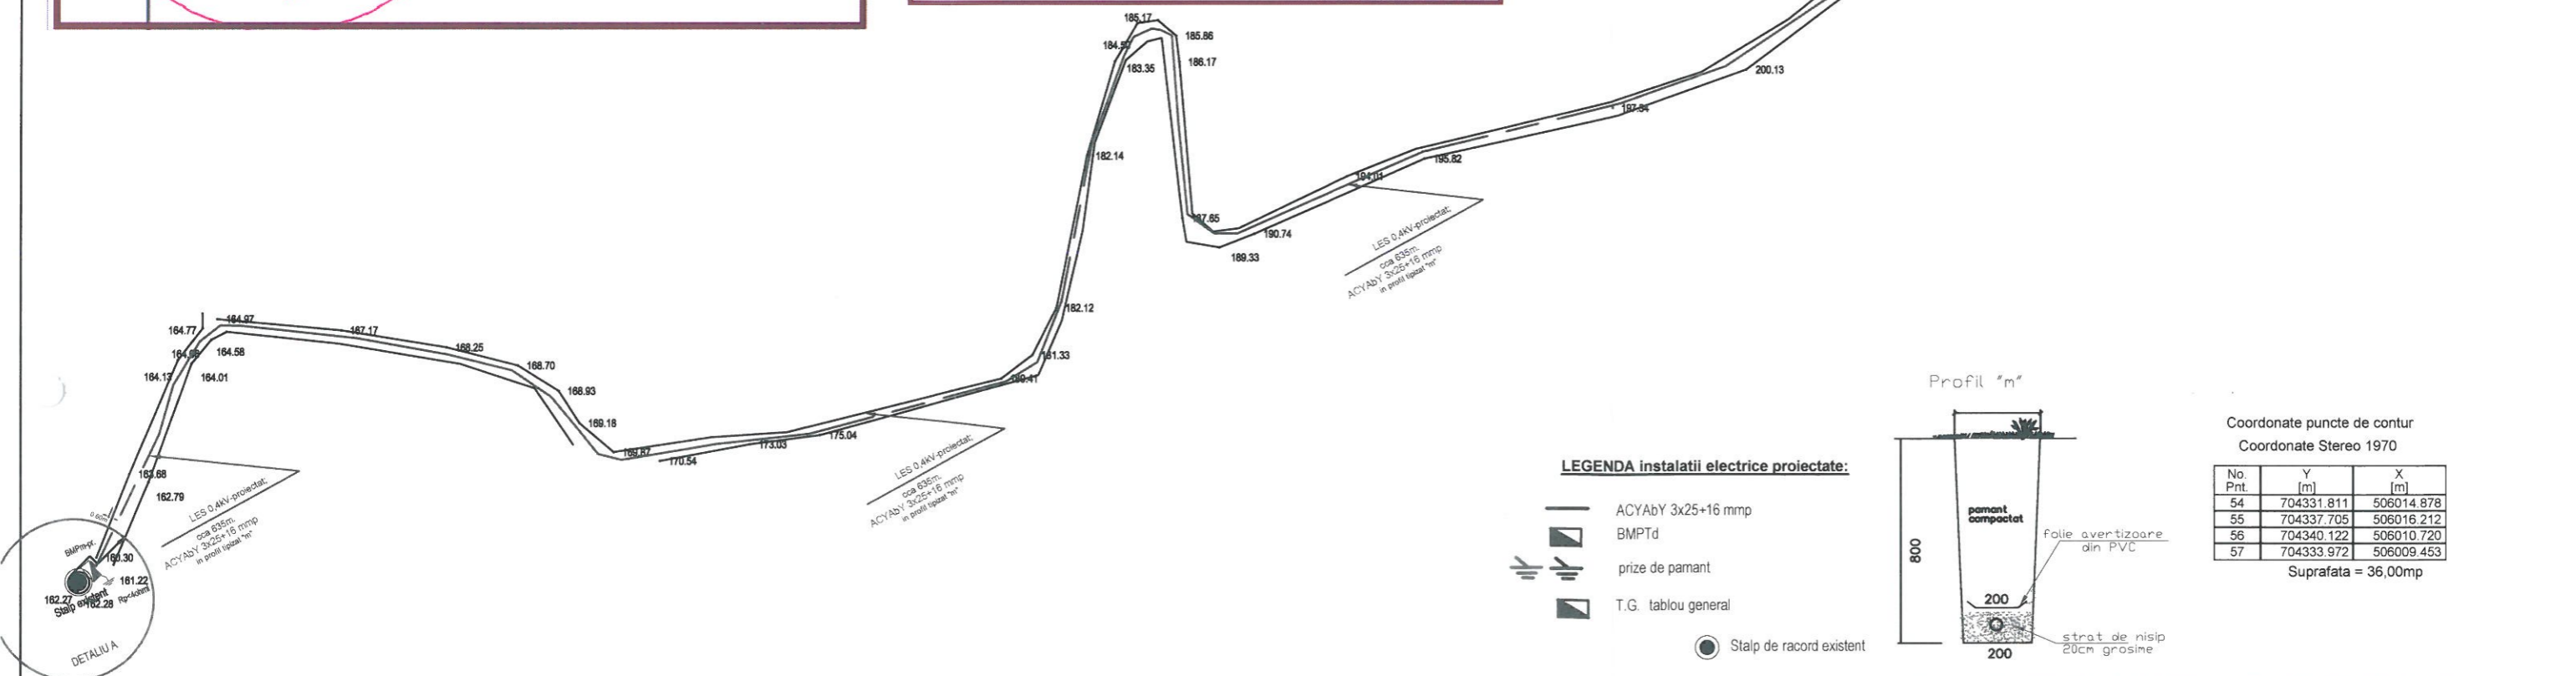 185.17
184.50
183.35
185.86
186.17
182.14
187.65
189.33
190.74
194.01
195.82
197.84
200.13
LES 0,4kV-proiectat;
cca 635m.
ACYAbY 3x25+16 mmp
in profil tipizat "m"
182.12
181.33
180.41
164.77
164.97
164.58
164.13
164.01
167.17
168.25
168.70
168.93
169.16
169.87
170.54
173.03
175.04
LES 0,4kV-proiectat;
cca 635m.
ACYAbY 3x25+16 mmp
in profil tipizat "m"
163.68
162.79
LES 0,4kV-proiectat;
cca 635m.
ACYAbY 3x25+16 mmp
in profil tipizat "m"
BMPm-pr.
160.30
161.22
162.27
162.28
Stalp existent
DETALIU A
LEGENDA instalatii electrice proiectate:
ACYAbY 3x25+16 mmp
BMPTd
prize de pamant
T.G. tablou general
Stalp de racord existent
Profil "m"
pamant
compactat
800
folie avertizoare
din PVC
200
strat de nisip
20cm grosime
200
Coordonate puncte de contur
Coordonate Stereo 1970
No. Pnt. Y [m] X [m]
54 704331.811 506014.878
55 704337.705 506016.212
56 704340.122 506010.720
57 704333.972 506009.453
Suprafata = 36,00mp